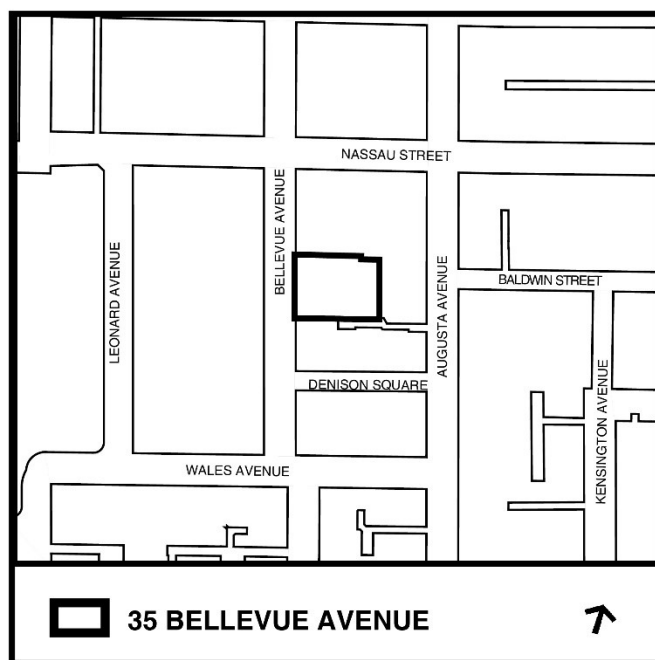 NASSAU STREET
BELLEVUE AVENUE
LEONARD AVENUE
AUGUSTA AVENUE
BALDWIN STREET
DENISON SQUARE
KENSINGTON AVENUE
WALES AVENUE
35 BELLEVUE AVENUE